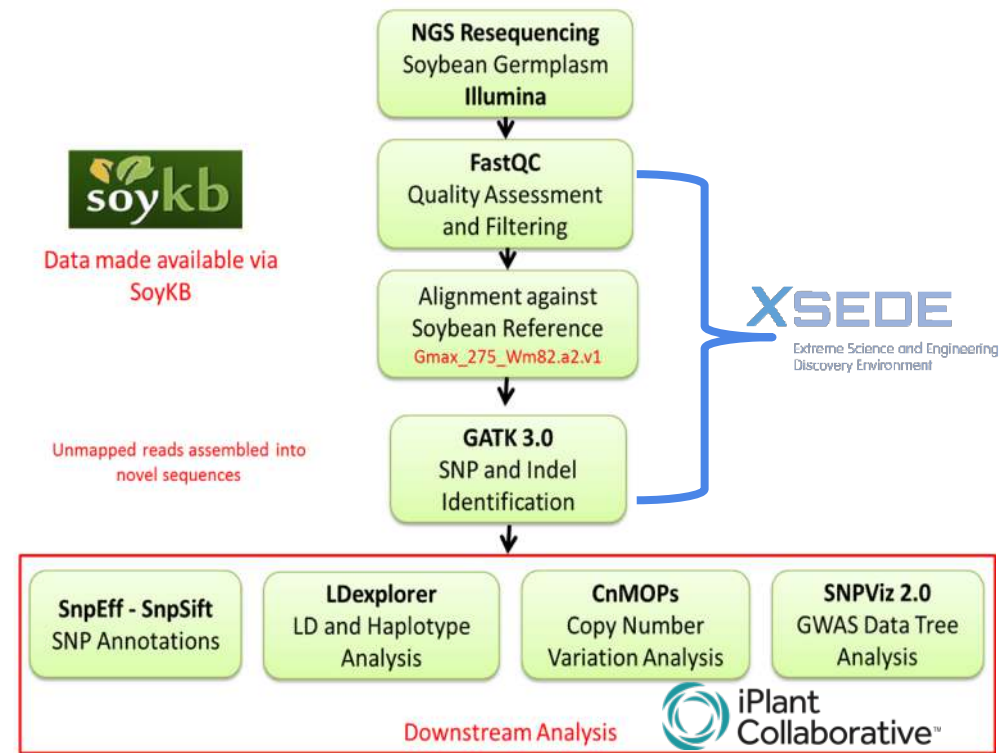 NGS Resequencing
Soybean Germplasm
Illumina
FastQC
Quality Assessment
and Filtering
soykb
Data made available via
SoyKB
Alignment against
Soybean Reference
Gmax_275_Wm82.a2.v1
XSEDE
Extreme Science and Engineering
Discovery Environment
Unmapped reads assembled into
novel sequences
GATK 3.0
SNP and Indel
Identification
SnpEff - SnpSift
SNP Annotations
LDexplorer
LD and Haplotype
Analysis
CnMOPs
Copy Number
Variation Analysis
SNPViz 2.0
GWAS Data Tree
Analysis
Downstream Analysis
iPlant
Collaborative™